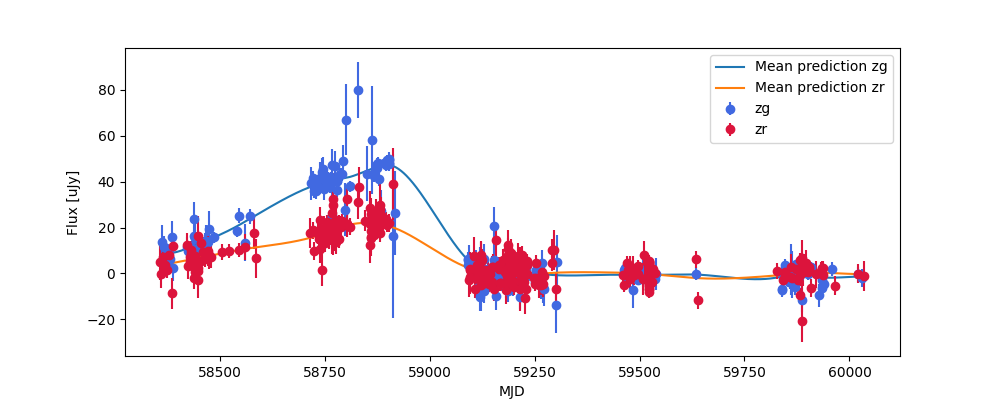 Mean prediction zg
Mean prediction zr
zg
zr
80
60
40
20
0
−20
Flux [uJy]
58500
58750
59000
59250
59500
59750
60000
MJD